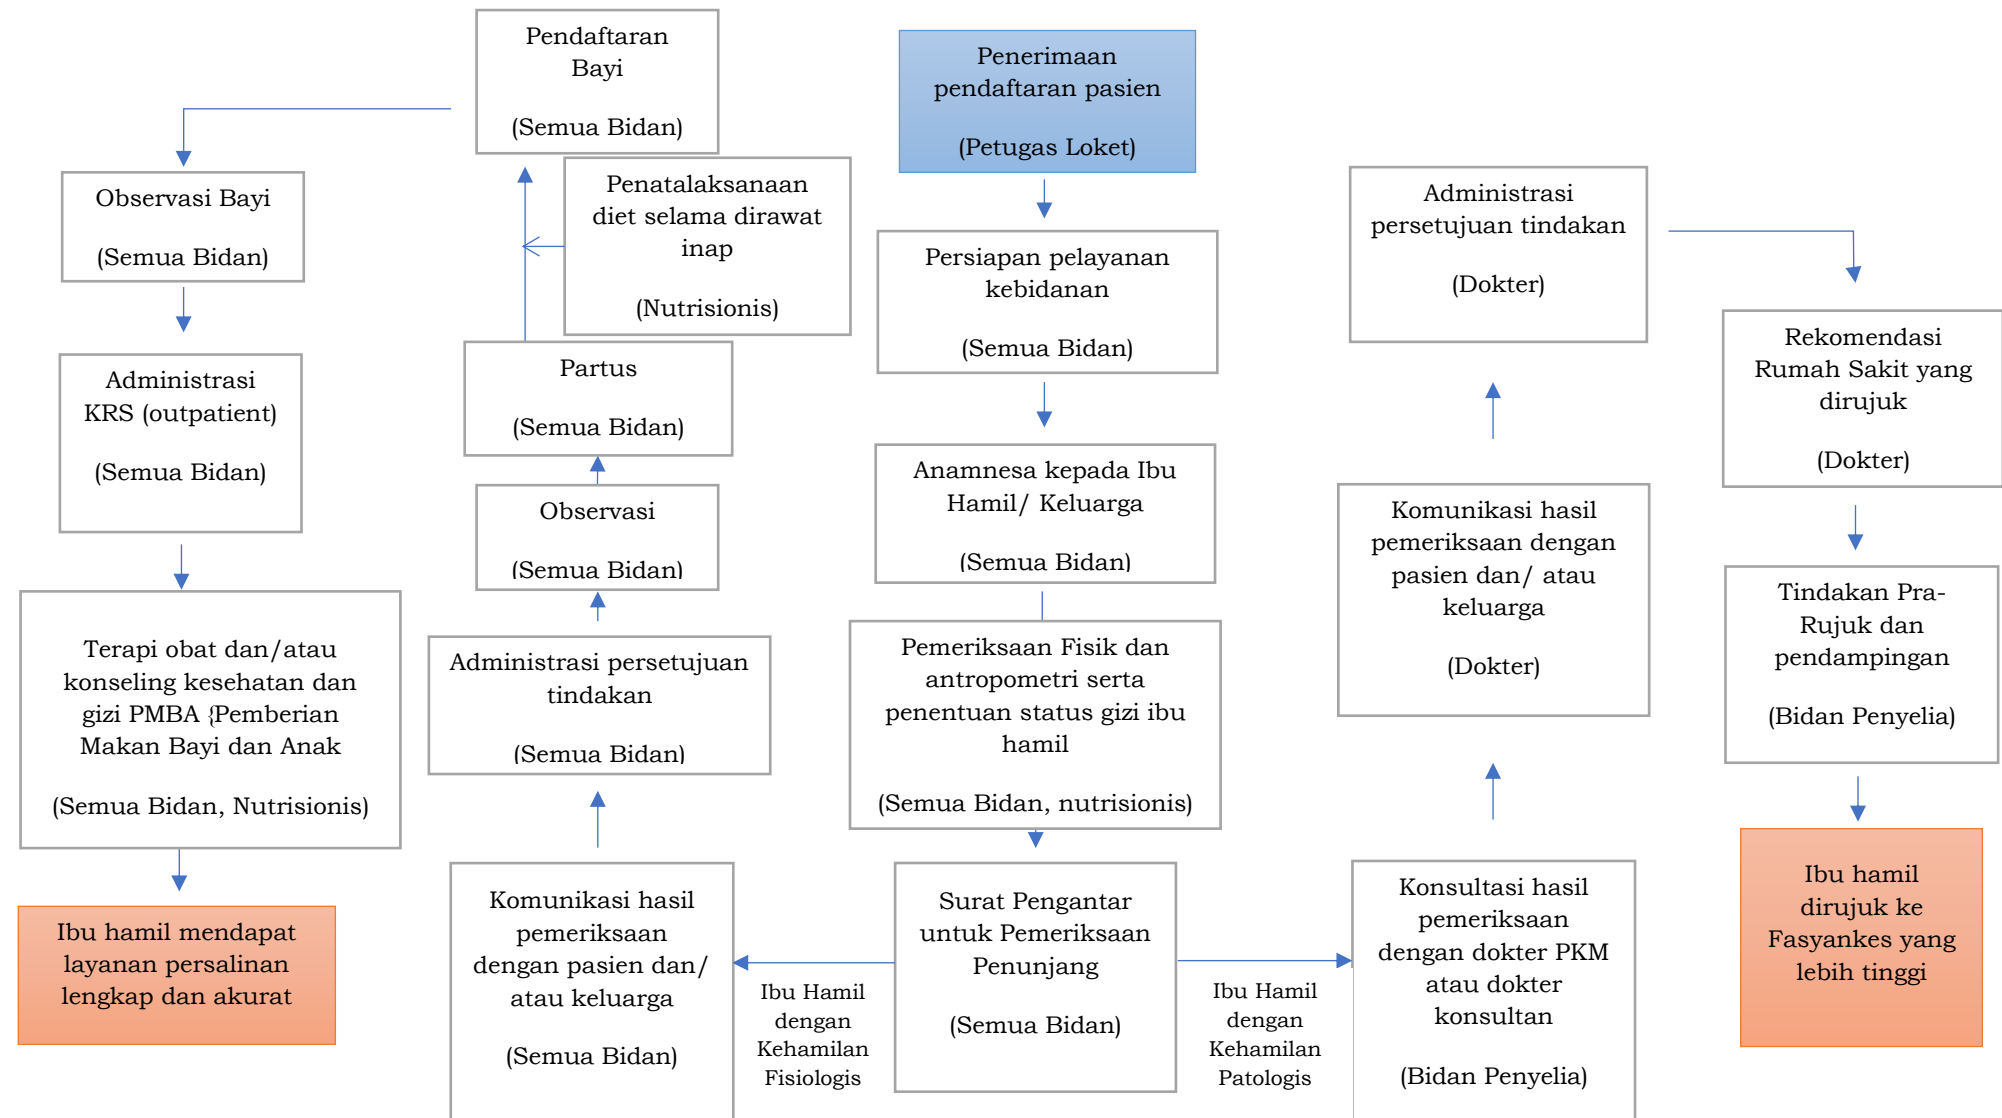 Pendaftaran
Bayi
(Semua Bidan)
Penerimaan
pendaftaran pasien
(Petugas Loket)
Observasi Bayi
(Semua Bidan)
Penatalaksanaan
diet selama dirawat
inap
(Nutrisionis)
Persiapan pelayanan
kebidanan
(Semua Bidan)
Administrasi
persetujuan tindakan
(Dokter)
Rekomendasi
Rumah Sakit yang
dirujuk
(Dokter)
Administrasi
KRS (outpatient)
(Semua Bidan)
Partus
(Semua Bidan)
Anamnesa kepada Ibu
Hamil/ Keluarga
(Semua Bidan)
Komunikasi hasil
pemeriksaan dengan
pasien dan/ atau
keluarga
(Dokter)
Observasi
(Semua Bidan)
Tindakan Pra-
Rujuk dan
pendampingan
(Bidan Penyelia)
Terapi obat dan/atau
konseling kesehatan dan
gizi PMBA {Pemberian
Makan Bayi dan Anak
(Semua Bidan, Nutrisionis)
Administrasi persetujuan
tindakan
(Semua Bidan)
Pemeriksaan Fisik dan
antropometri serta
penentuan status gizi ibu
hamil
(Semua Bidan, nutrisionis)
Ibu hamil mendapat
layanan persalinan
lengkap dan akurat
Komunikasi hasil
pemeriksaan
dengan pasien dan/
atau keluarga
(Semua Bidan)
Ibu Hamil
dengan
Kehamilan
Fisiologis
Surat Pengantar
untuk Pemeriksaan
Penunjang
(Semua Bidan)
Ibu Hamil
dengan
Kehamilan
Patologis
Konsultasi hasil
pemeriksaan
dengan dokter PKM
atau dokter
konsultan
(Bidan Penyelia)
Ibu hamil
dirujuk ke
Fasyankes yang
lebih tinggi